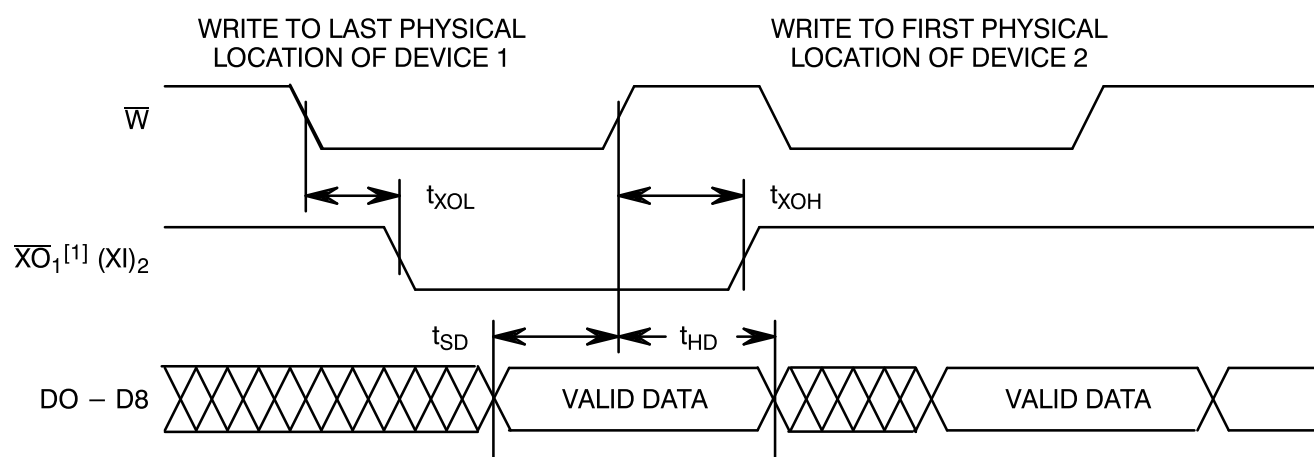 WRITE TO LAST PHYSICAL
LOCATION OF DEVICE 1
WRITE TO FIRST PHYSICAL
LOCATION OF DEVICE 2
W̅
tXOL
tXOH
X̅O̅1[1] (XI)2
tSD
tHD
DO – D8
VALID DATA
VALID DATA